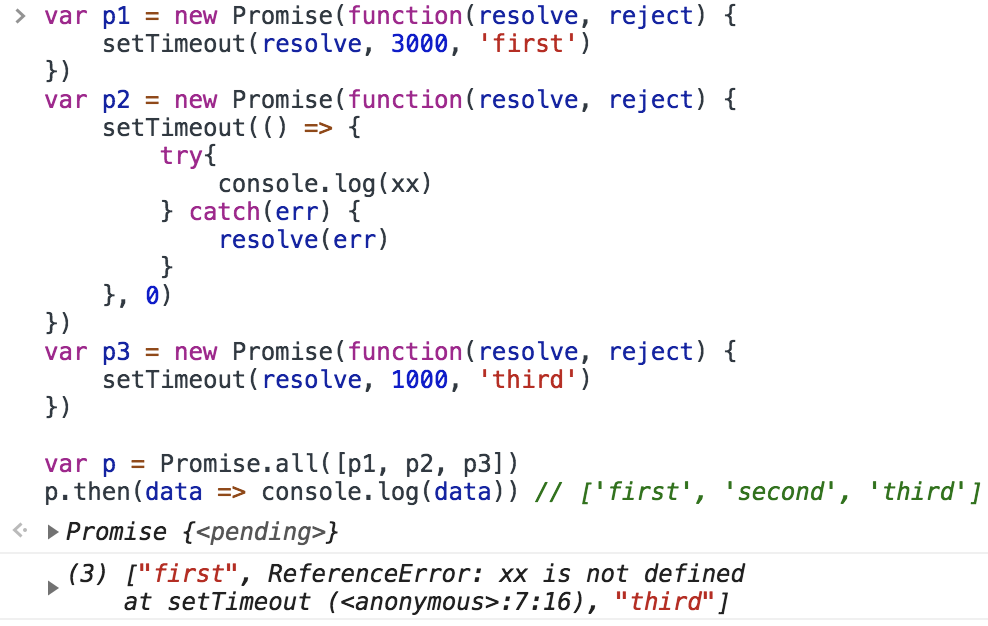 var p1 = new Promise(function(resolve, reject) {
    setTimeout(resolve, 3000, 'first')
})
var p2 = new Promise(function(resolve, reject) {
    setTimeout(() => {
        try{
            console.log(xx)
        } catch(err) {
            resolve(err)
        }
    }, 0)
})
var p3 = new Promise(function(resolve, reject) {
    setTimeout(resolve, 1000, 'third')
})

var p = Promise.all([p1, p2, p3])
p.then(data => console.log(data)) // ['first', 'second', 'third']
Promise {<pending>}
(3) ["first", ReferenceError: xx is not defined
    at setTimeout (<anonymous>:7:16), "third"]